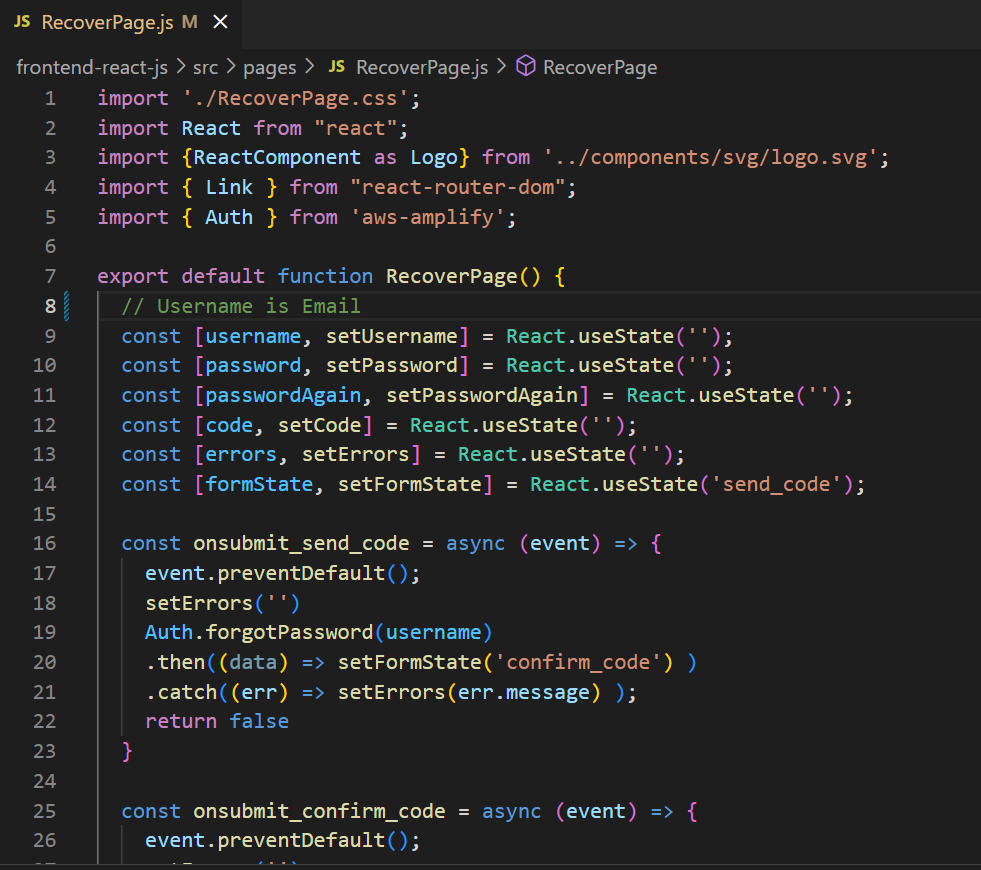 JS RecoverPage.js M ×
frontend-react-js > src > pages > JS RecoverPage.js > RecoverPage
1 import './RecoverPage.css';
2 import React from "react";
3 import {ReactComponent as Logo} from '../components/svg/logo.svg';
4 import { Link } from "react-router-dom";
5 import { Auth } from 'aws-amplify';
6
7 export default function RecoverPage() {
8 // Username is Email
9 const [username, setUsername] = React.useState('');
10 const [password, setPassword] = React.useState('');
11 const [passwordAgain, setPasswordAgain] = React.useState('');
12 const [code, setCode] = React.useState('');
13 const [errors, setErrors] = React.useState('');
14 const [formState, setFormState] = React.useState('send_code');
15
16 const onsubmit_send_code = async (event) => {
17 event.preventDefault();
18 setErrors('')
19 Auth.forgotPassword(username)
20 .then((data) => setFormState('confirm_code') )
21 .catch((err) => setErrors(err.message) );
22 return false
23 }
24
25 const onsubmit_confirm_code = async (event) => {
26 event.preventDefault();